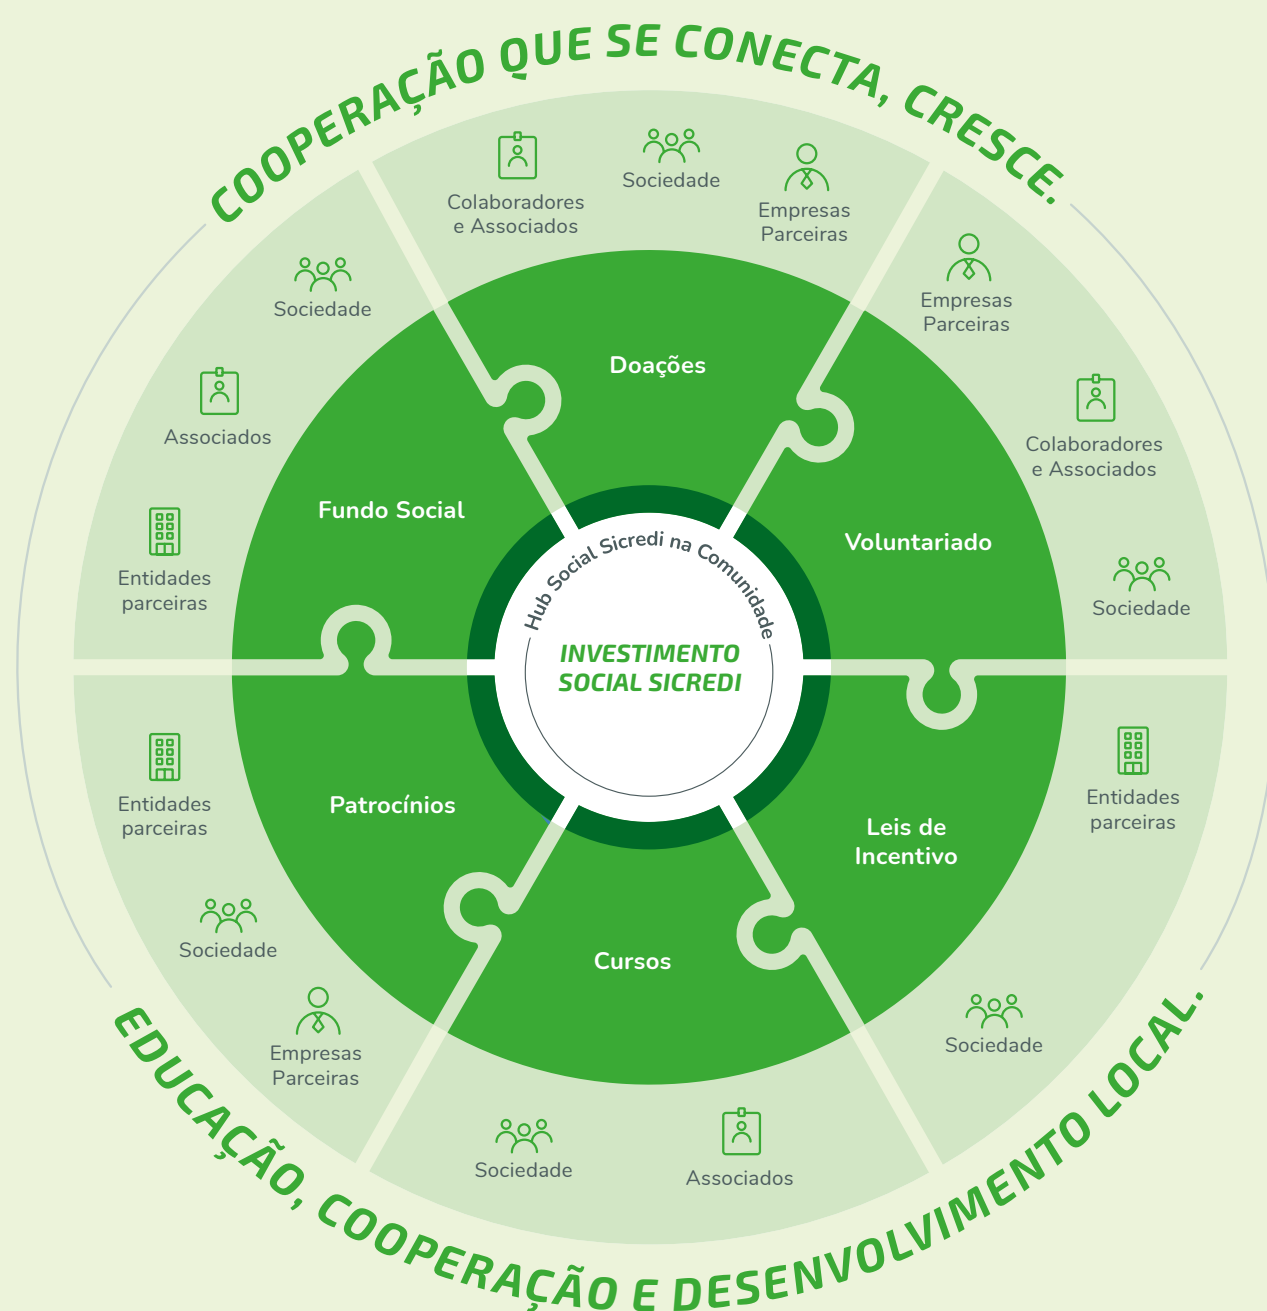 COOPERAÇÃO QUE SE CONECTA, CRESCE.
Colaboradores
e Associados
Sociedade
Empresas
Parceiras
Doações
Empresas
Parceiras
Colaboradores
e Associados
Sociedade
Voluntariado
Entidades
parceiras
Sociedade
Leis de
Incentivo
Associados
Sociedade
Cursos
Empresas
Parceiras
Sociedade
Entidades
parceiras
Patrocínios
Entidades
parceiras
Associados
Sociedade
Fundo Social
Hub Social Sicredi na Comunidade
INVESTIMENTO
SOCIAL SICREDI
EDUCAÇÃO, COOPERAÇÃO E DESENVOLVIMENTO LOCAL.